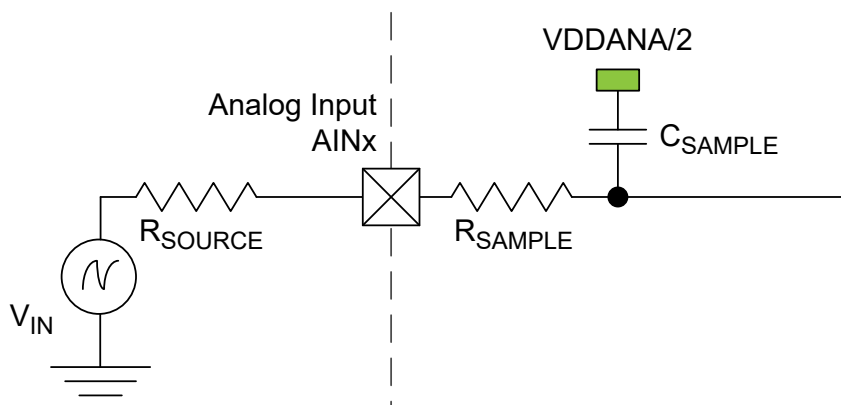 VDDANA/2
Analog Input
AINx
CSAMPLE
RSOURCE
RSAMPLE
VIN